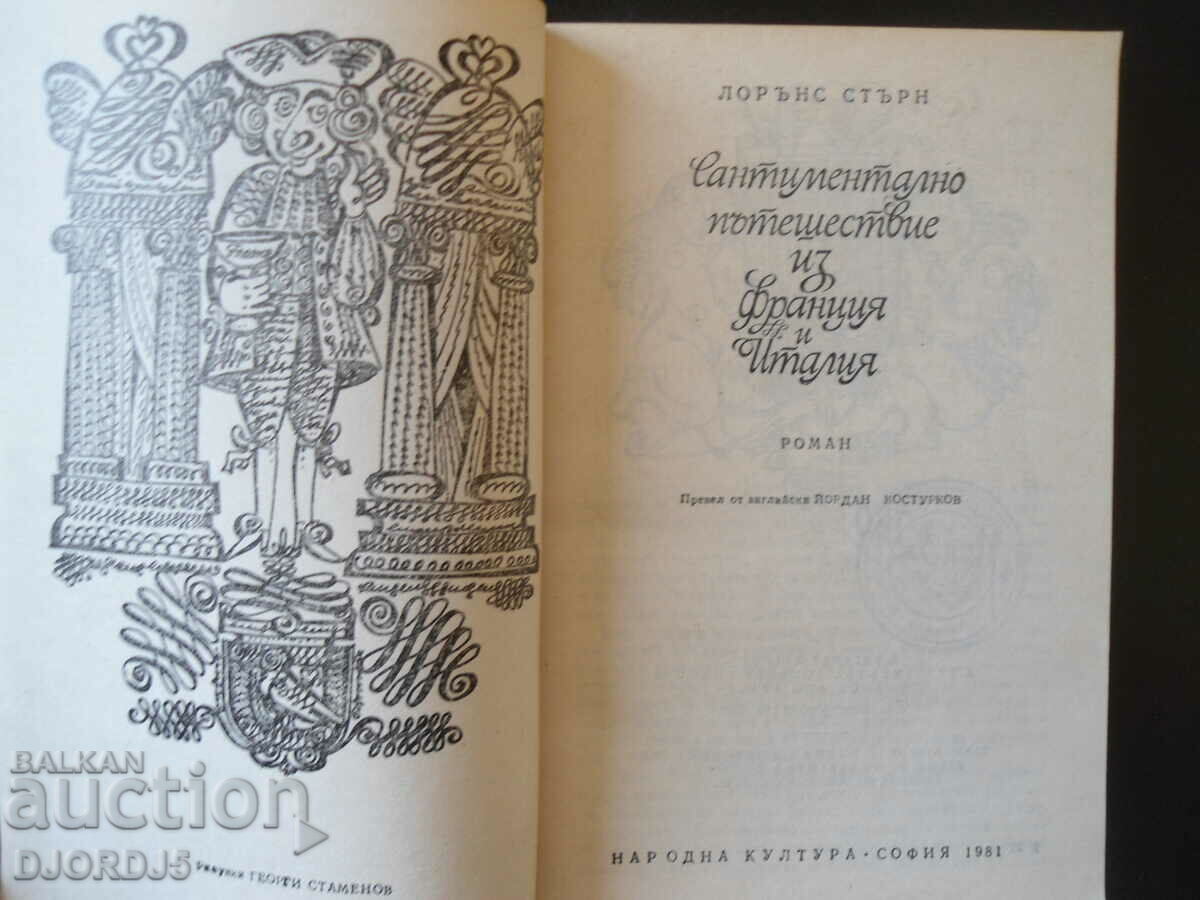 ЛОРЪНС СТЪРН
Сантиментално
пътешествие
из
Франция
и
Италия
РОМАН
Превел от английски ЙОРДАН КОСТУРКОВ
НАРОДНА КУЛТУРА · СОФИЯ 1981
Рисунки ГЕОРГИ СТАМЕНОВ
BALKAN
auction
DJORDJ5